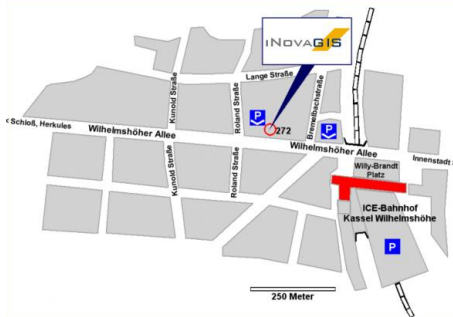 iNovaGIS
Lange Straße
Kunold Straße
Roland Straße
Bremelbachstraße
P
P
272
< Schloß, Herkules
Wilhelmshöher Allee
Wilhelmshöher Allee
Innenstadt
Kunold Straße
Roland Straße
Willy-Brandt
Platz
ICE-Bahnhof
Kassel Wilhelmshöhe
P
250 Meter